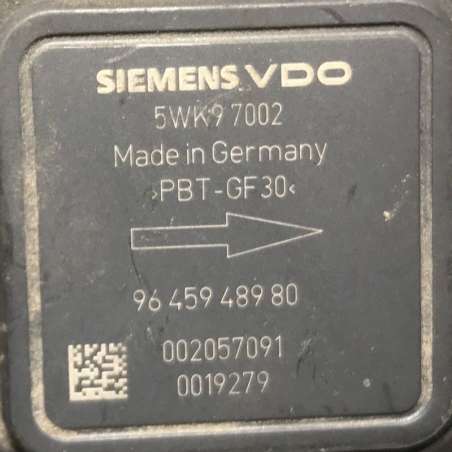 SIEMENS VDO
5WK9 7002
Made in Germany
›PBT-GF30‹
96 459 489 80
002057091
0019279